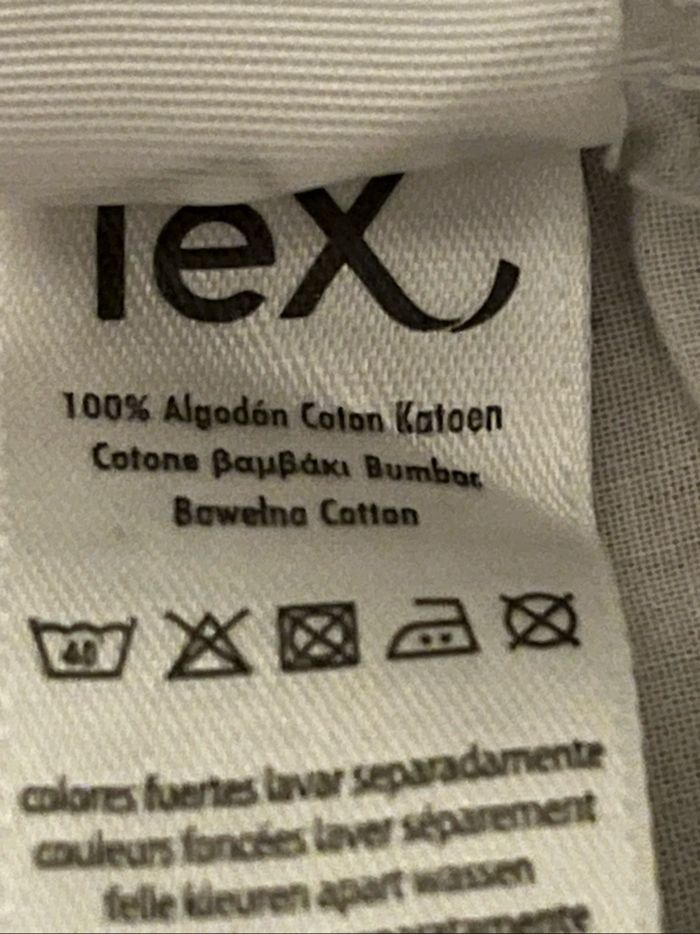 Tex
100% Algodón Coton Katoen
Cotone βαμβάκι Bumbac
Bawełna Cotton
40
colores fuertes lavar separadamente
couleurs foncées laver séparement
felle kleuren apart wassen